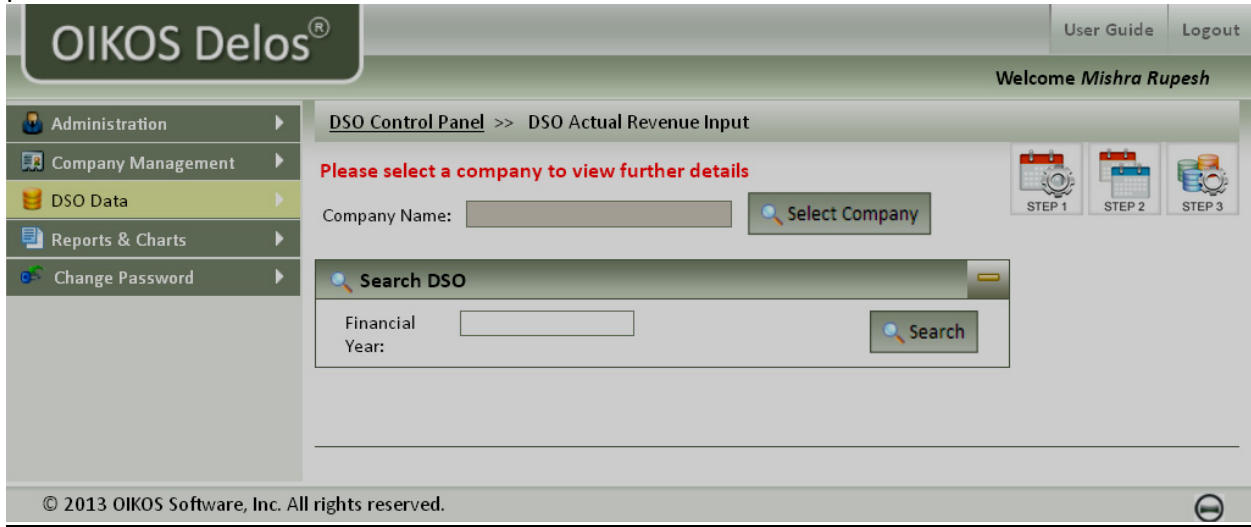 OIKOS Delos®
User Guide Logout
Welcome Mishra Rupesh
Administration
Company Management
DSO Data
Reports & Charts
Change Password
DSO Control Panel >> DSO Actual Revenue Input
Please select a company to view further details
Company Name: Select Company
STEP 1 STEP 2 STEP 3
Search DSO
Financial
Year:
Search
© 2013 OIKOS Software, Inc. All rights reserved.